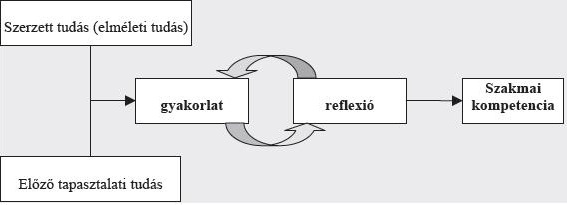 Szerzett tudás (elméleti tudás)
gyakorlat
reflexió
Szakmai
kompetencia
Előző tapasztalati tudás